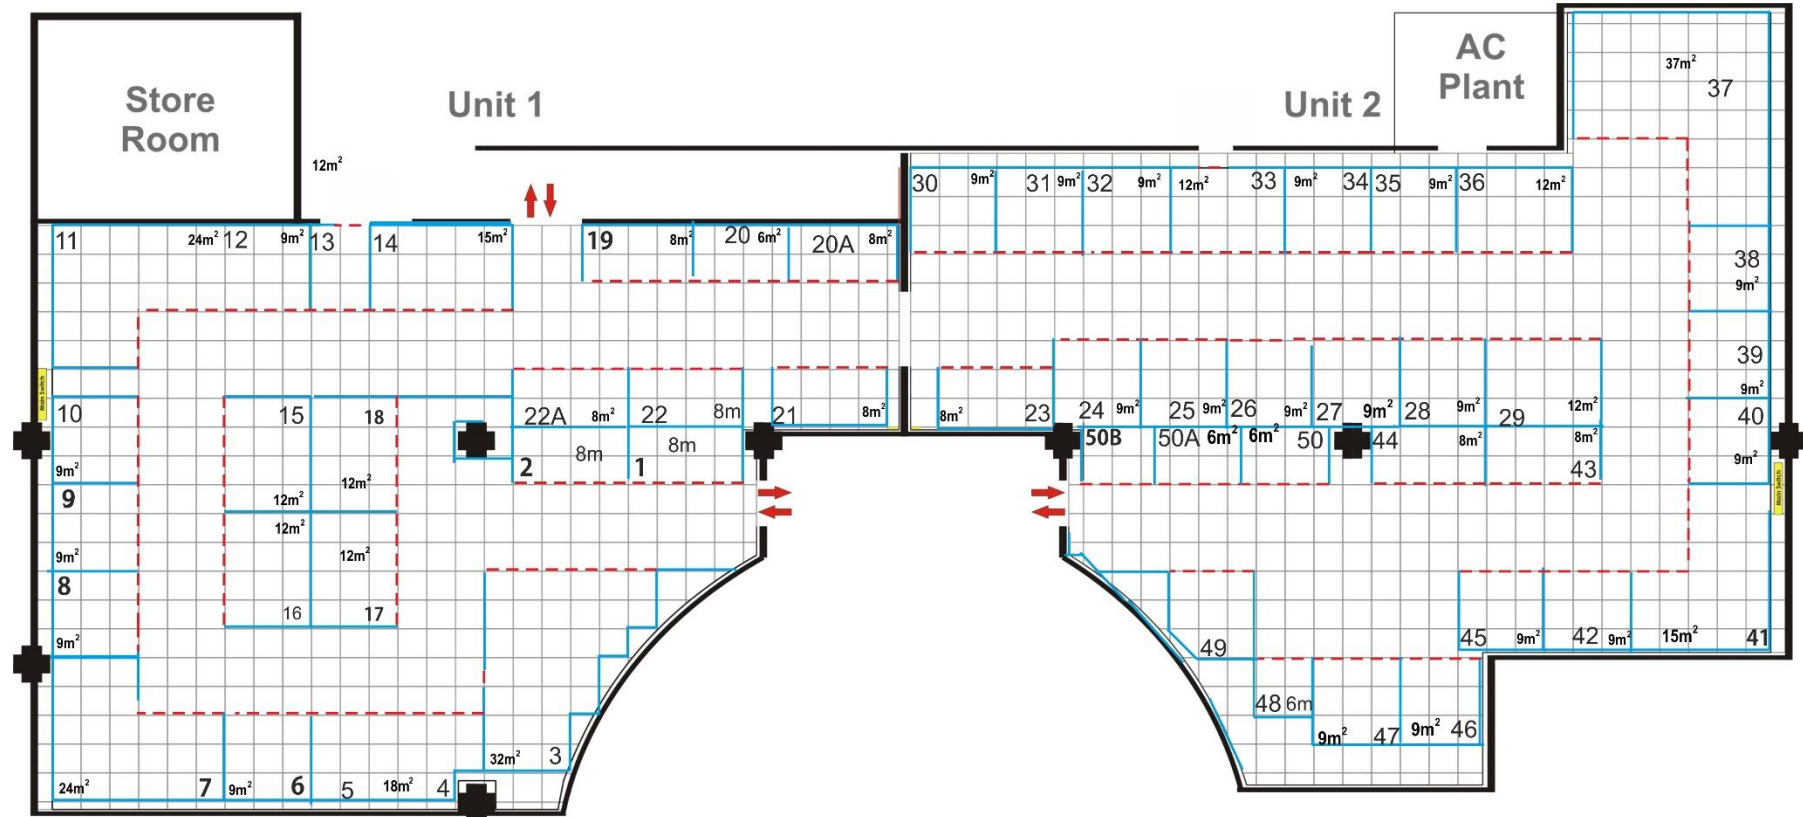 Store
Room
Unit 1
Unit 2
AC
Plant
37m²
37
12m²
11
24m²
12
9m²
13
14
15m²
19
8m²
20
6m²
20A
8m²
30
9m²
31
9m²
32
9m²
12m²
33
9m²
34
35
9m²
36
12m²
38
9m²
39
9m²
40
9m²
Main Switch
Main Switch
10
9m²
9
9m²
8
9m²
15
18
12m²
12m²
12m²
12m²
16
17
22A
8m²
22
8m
21
8m²
2
8m
1
8m
8m²
23
24
9m²
25
9m²
26
9m²
27
9m²
28
9m²
29
12m²
50B
50A
6m²
6m²
50
44
8m²
8m²
43
49
48
6m
9m²
47
9m²
46
45
9m²
42
9m²
15m²
41
32m²
3
24m²
7
9m²
6
5
18m²
4